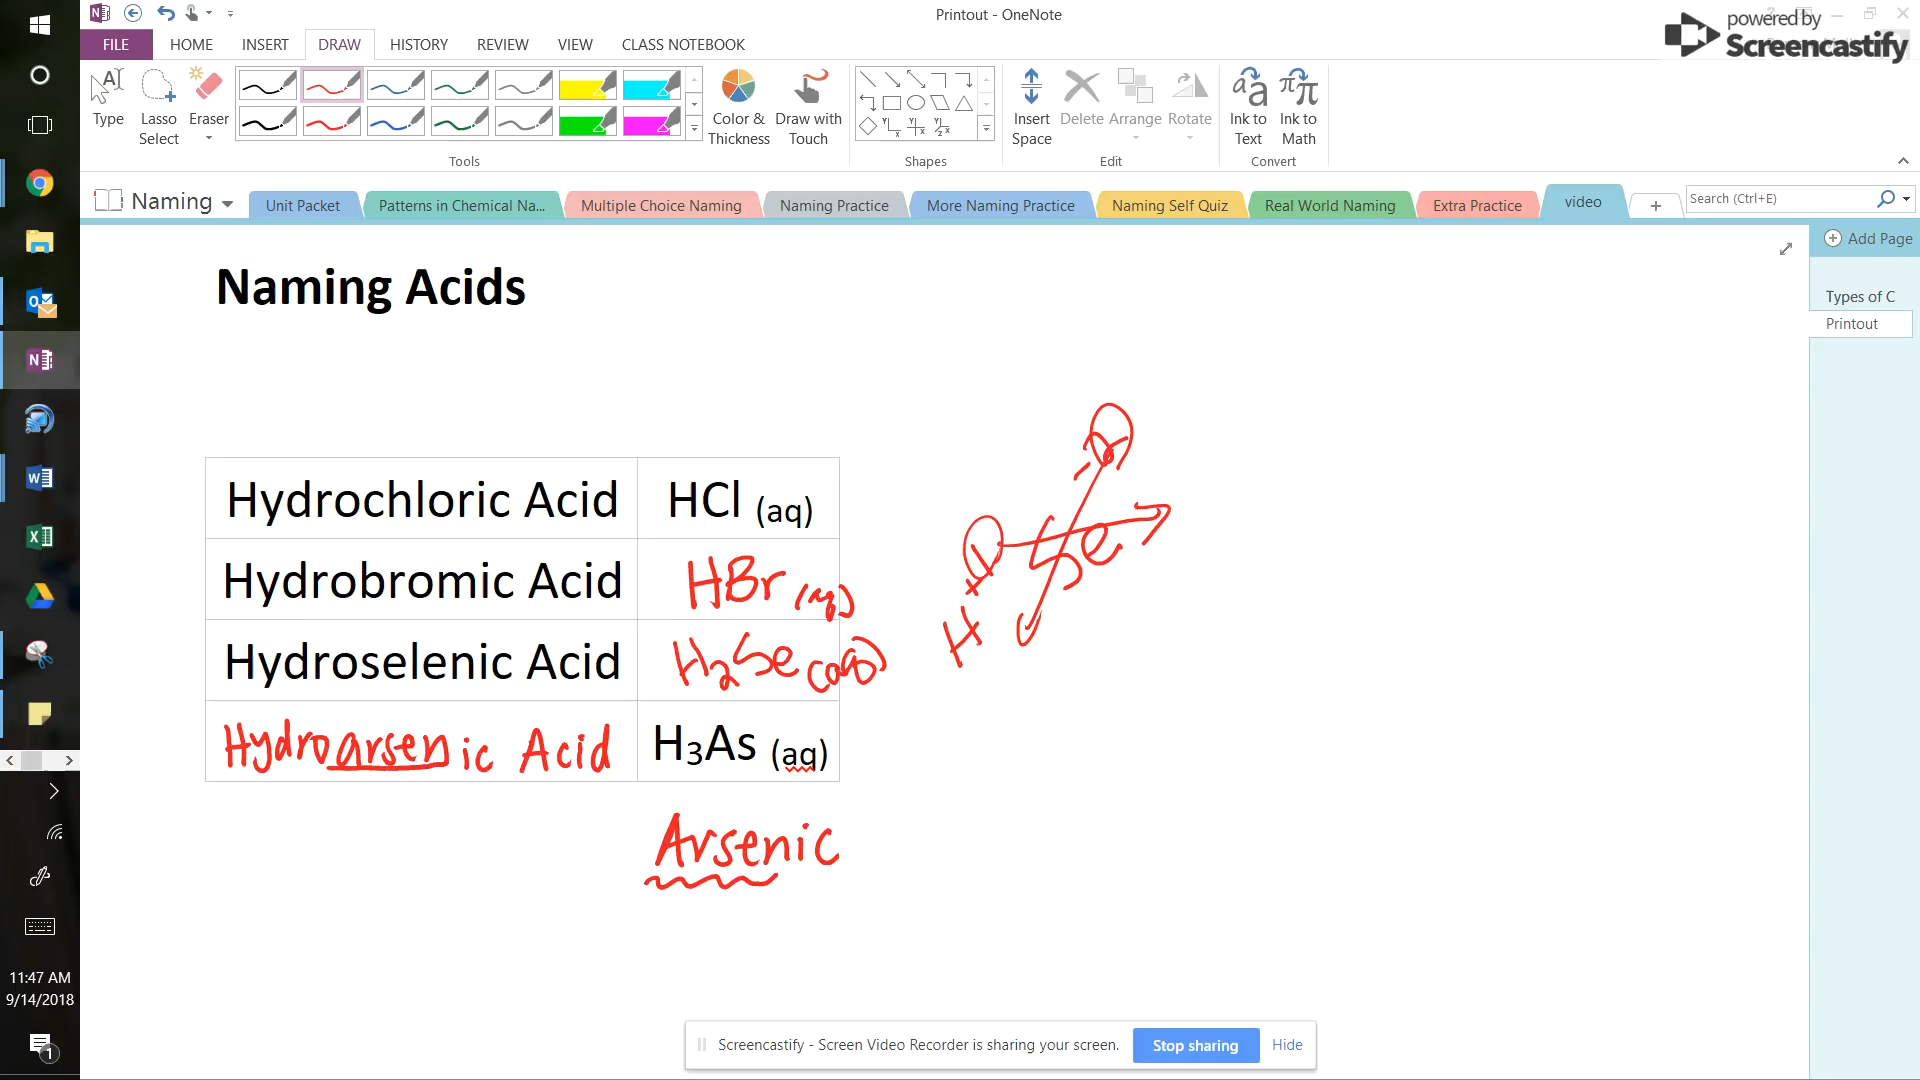 Printout - OneNote
powered by
Screencastify
FILE HOME INSERT DRAW HISTORY REVIEW VIEW CLASS NOTEBOOK
Type Lasso Select Eraser Color & Thickness Draw with Touch Insert Space Delete Arrange Rotate Ink to Text Ink to Math
Tools Shapes Edit Convert
Naming Unit Packet Patterns in Chemical Na... Multiple Choice Naming Naming Practice More Naming Practice Naming Self Quiz Real World Naming Extra Practice video Search (Ctrl+E)
Add Page
Types of C
Printout
Naming Acids
Hydrochloric Acid HCl (aq)
Hydrobromic Acid HBr (aq)
Hydroselenic Acid H₂Se (aq)
Hydroarsenic Acid H₃As (aq)
Arsenic
-2
Se
H
11:47 AM
9/14/2018
1
Screencastify - Screen Video Recorder is sharing your screen. Stop sharing Hide